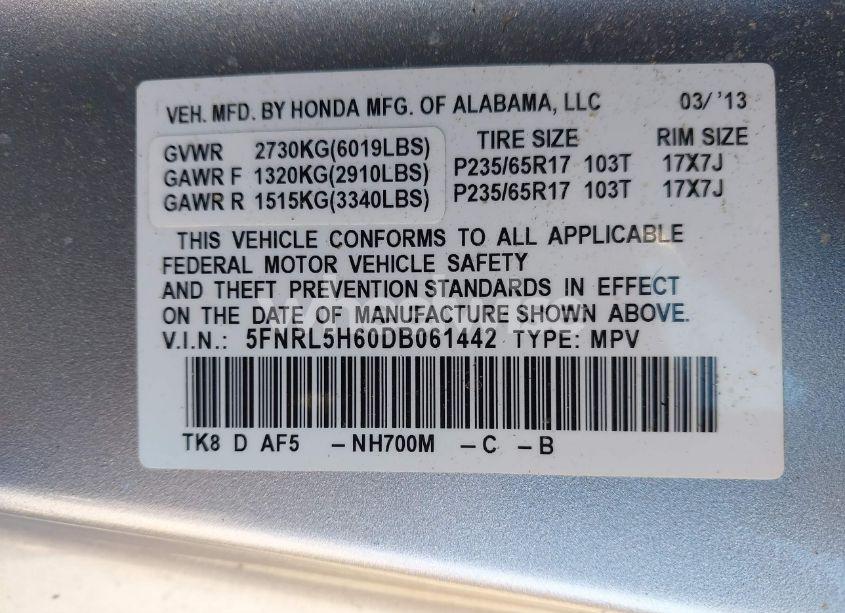 VEH. MFD. BY HONDA MFG. OF ALABAMA, LLC 03/ '13
GVWR 2730KG(6019LBS) TIRE SIZE RIM SIZE
GAWR F 1320KG(2910LBS) P235/65R17 103T 17X7J
GAWR R 1515KG(3340LBS) P235/65R17 103T 17X7J
THIS VEHICLE CONFORMS TO ALL APPLICABLE
FEDERAL MOTOR VEHICLE SAFETY
AND THEFT PREVENTION STANDARDS IN EFFECT
ON THE DATE OF MANUFACTURE SHOWN ABOVE.
V.I.N.: 5FNRL5H60DB061442 TYPE: MPV
TK8 D AF5 -NH700M -C -B